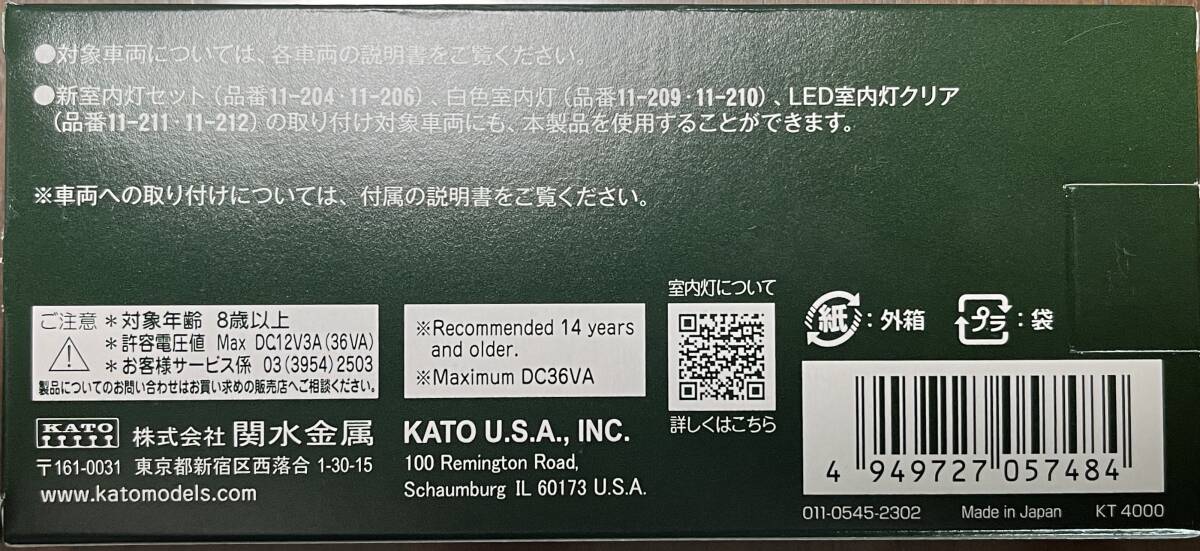 ●対象車両については、各車両の説明書をご覧ください。
●新室内灯セット（品番11-204・11-206）、白色室内灯（品番11-209・11-210）、LED室内灯クリア
（品番11-211・11-212）の取り付け対象車両にも、本製品を使用することができます。
※車両への取り付けについては、付属の説明書をご覧ください。
ご注意 ＊対象年齢 8歳以上
＊許容電圧値 Max DC12V3A(36VA)
＊お客様サービス係 03(3954)2503
製品についてのお問い合わせはお買い求めの販売店へご相談ください。
※Recommended 14 years
and older.
※Maximum DC36VA
室内灯について
詳しくはこちら
紙：外箱
プラ：袋
KATO 株式会社 関水金属
〒161-0031 東京都新宿区西落合 1-30-15
www.katomodels.com
KATO U.S.A., INC.
100 Remington Road,
Schaumburg IL 60173 U.S.A.
4 949727 057484
011-0545-2302 Made in Japan KT 4000